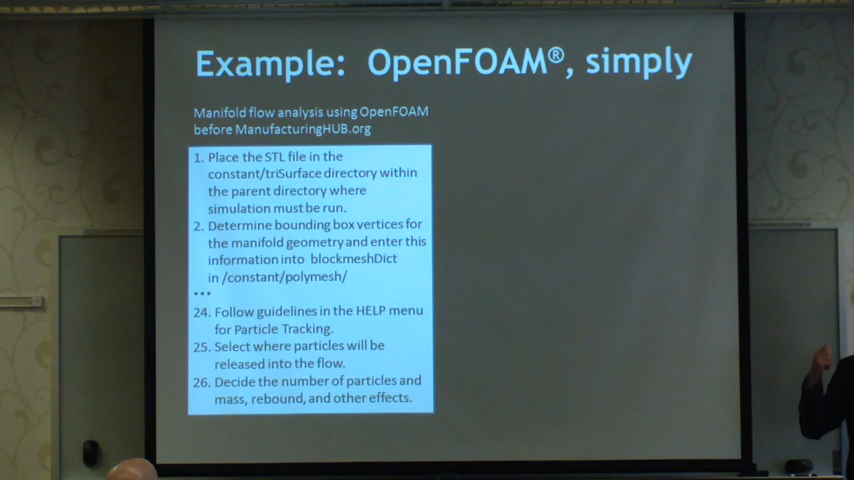 Example: OpenFOAM®, simply
Manifold flow analysis using OpenFOAM
before ManufacturingHUB.org
1. Place the STL file in the
constant/triSurface directory within
the parent directory where
simulation must be run.
2. Determine bounding box vertices for
the manifold geometry and enter this
information into blockmeshDict
in /constant/polymesh/
...
24. Follow guidelines in the HELP menu
for Particle Tracking.
25. Select where particles will be
released into the flow.
26. Decide the number of particles and
mass, rebound, and other effects.